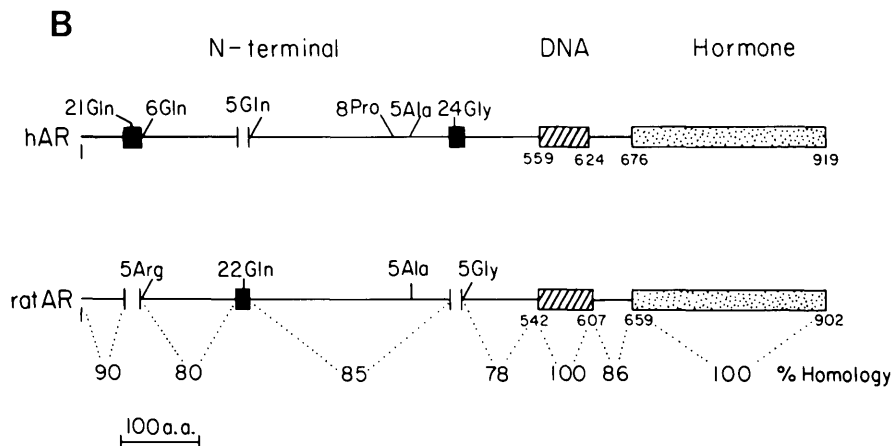 B
N-terminal DNA Hormone
21Gln 6Gln 5Gln 8Pro 5Ala 24Gly
hAR
1 559 624 676 919
5Arg 22Gln 5Ala 5Gly
ratAR
1 542 607 659 902
90 80 85 78 100 86 100 % Homology
100 a.a.